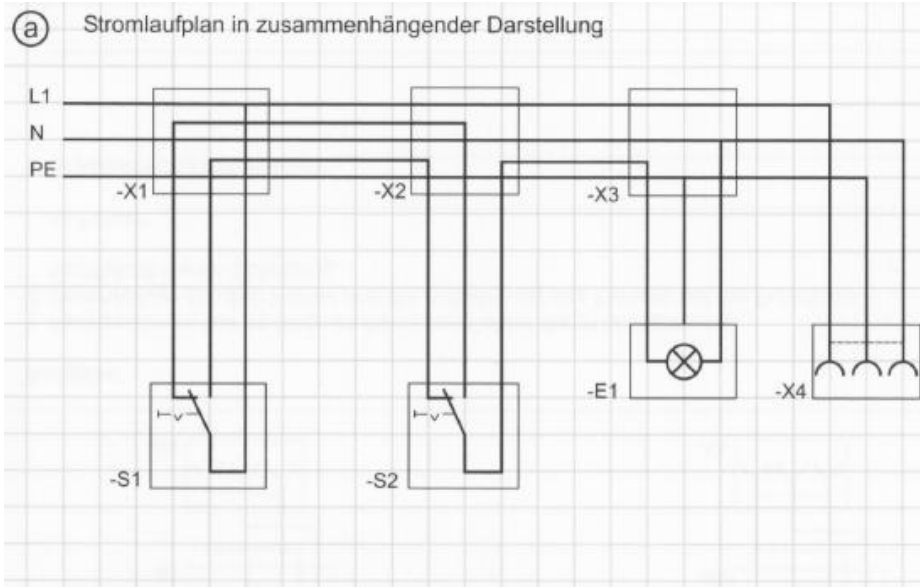 a Stromlaufplan in zusammenhängender Darstellung
L1
N
PE
-X1
-X2
-X3
-E1
-X4
-S1
-S2